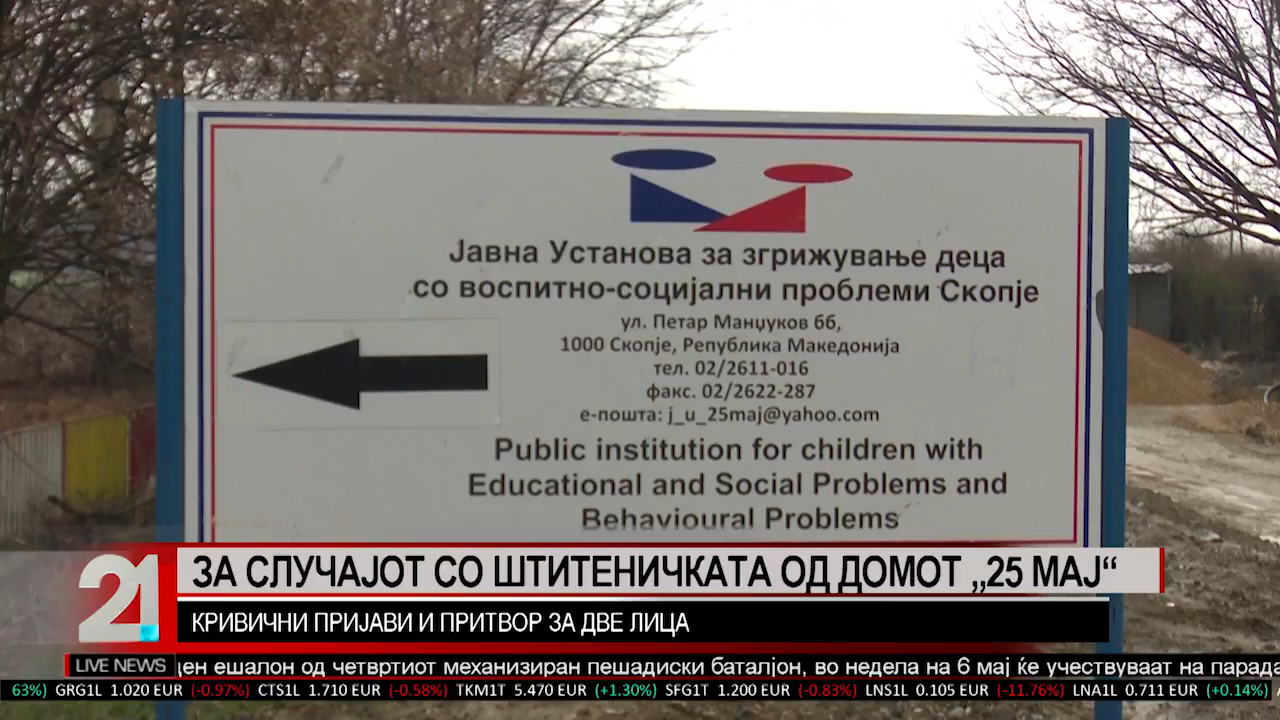 Јавна Установа за згрижување деца
со воспитно-социјални проблеми Скопје
ул. Петар Манџуков бб,
1000 Скопје, Република Македонија
тел. 02/2611-016
факс. 02/2622-287
е-пошта: j_u_25maj@yahoo.com
Public institution for children with
Educational and Social Problems and
Behavioural Problems
21 ЗА СЛУЧАЈОТ СО ШТИТЕНИЧКАТА ОД ДОМОТ „25 МАЈ“
КРИВИЧНИ ПРИЈАВИ И ПРИТВОР ЗА ДВЕ ЛИЦА
LIVE NEWS ден ешалон од четвртиот механизиран пешадиски баталјон, во недела на 6 мај ќе учествуваат на парада
63%) GRG1L 1.020 EUR (-0.97%) CTS1L 1.710 EUR (-0.58%) TKM1T 5.470 EUR (+1.30%) SFG1T 1.200 EUR (-0.83%) LNS1L 0.105 EUR (-11.76%) LNA1L 0.711 EUR (+0.14%)